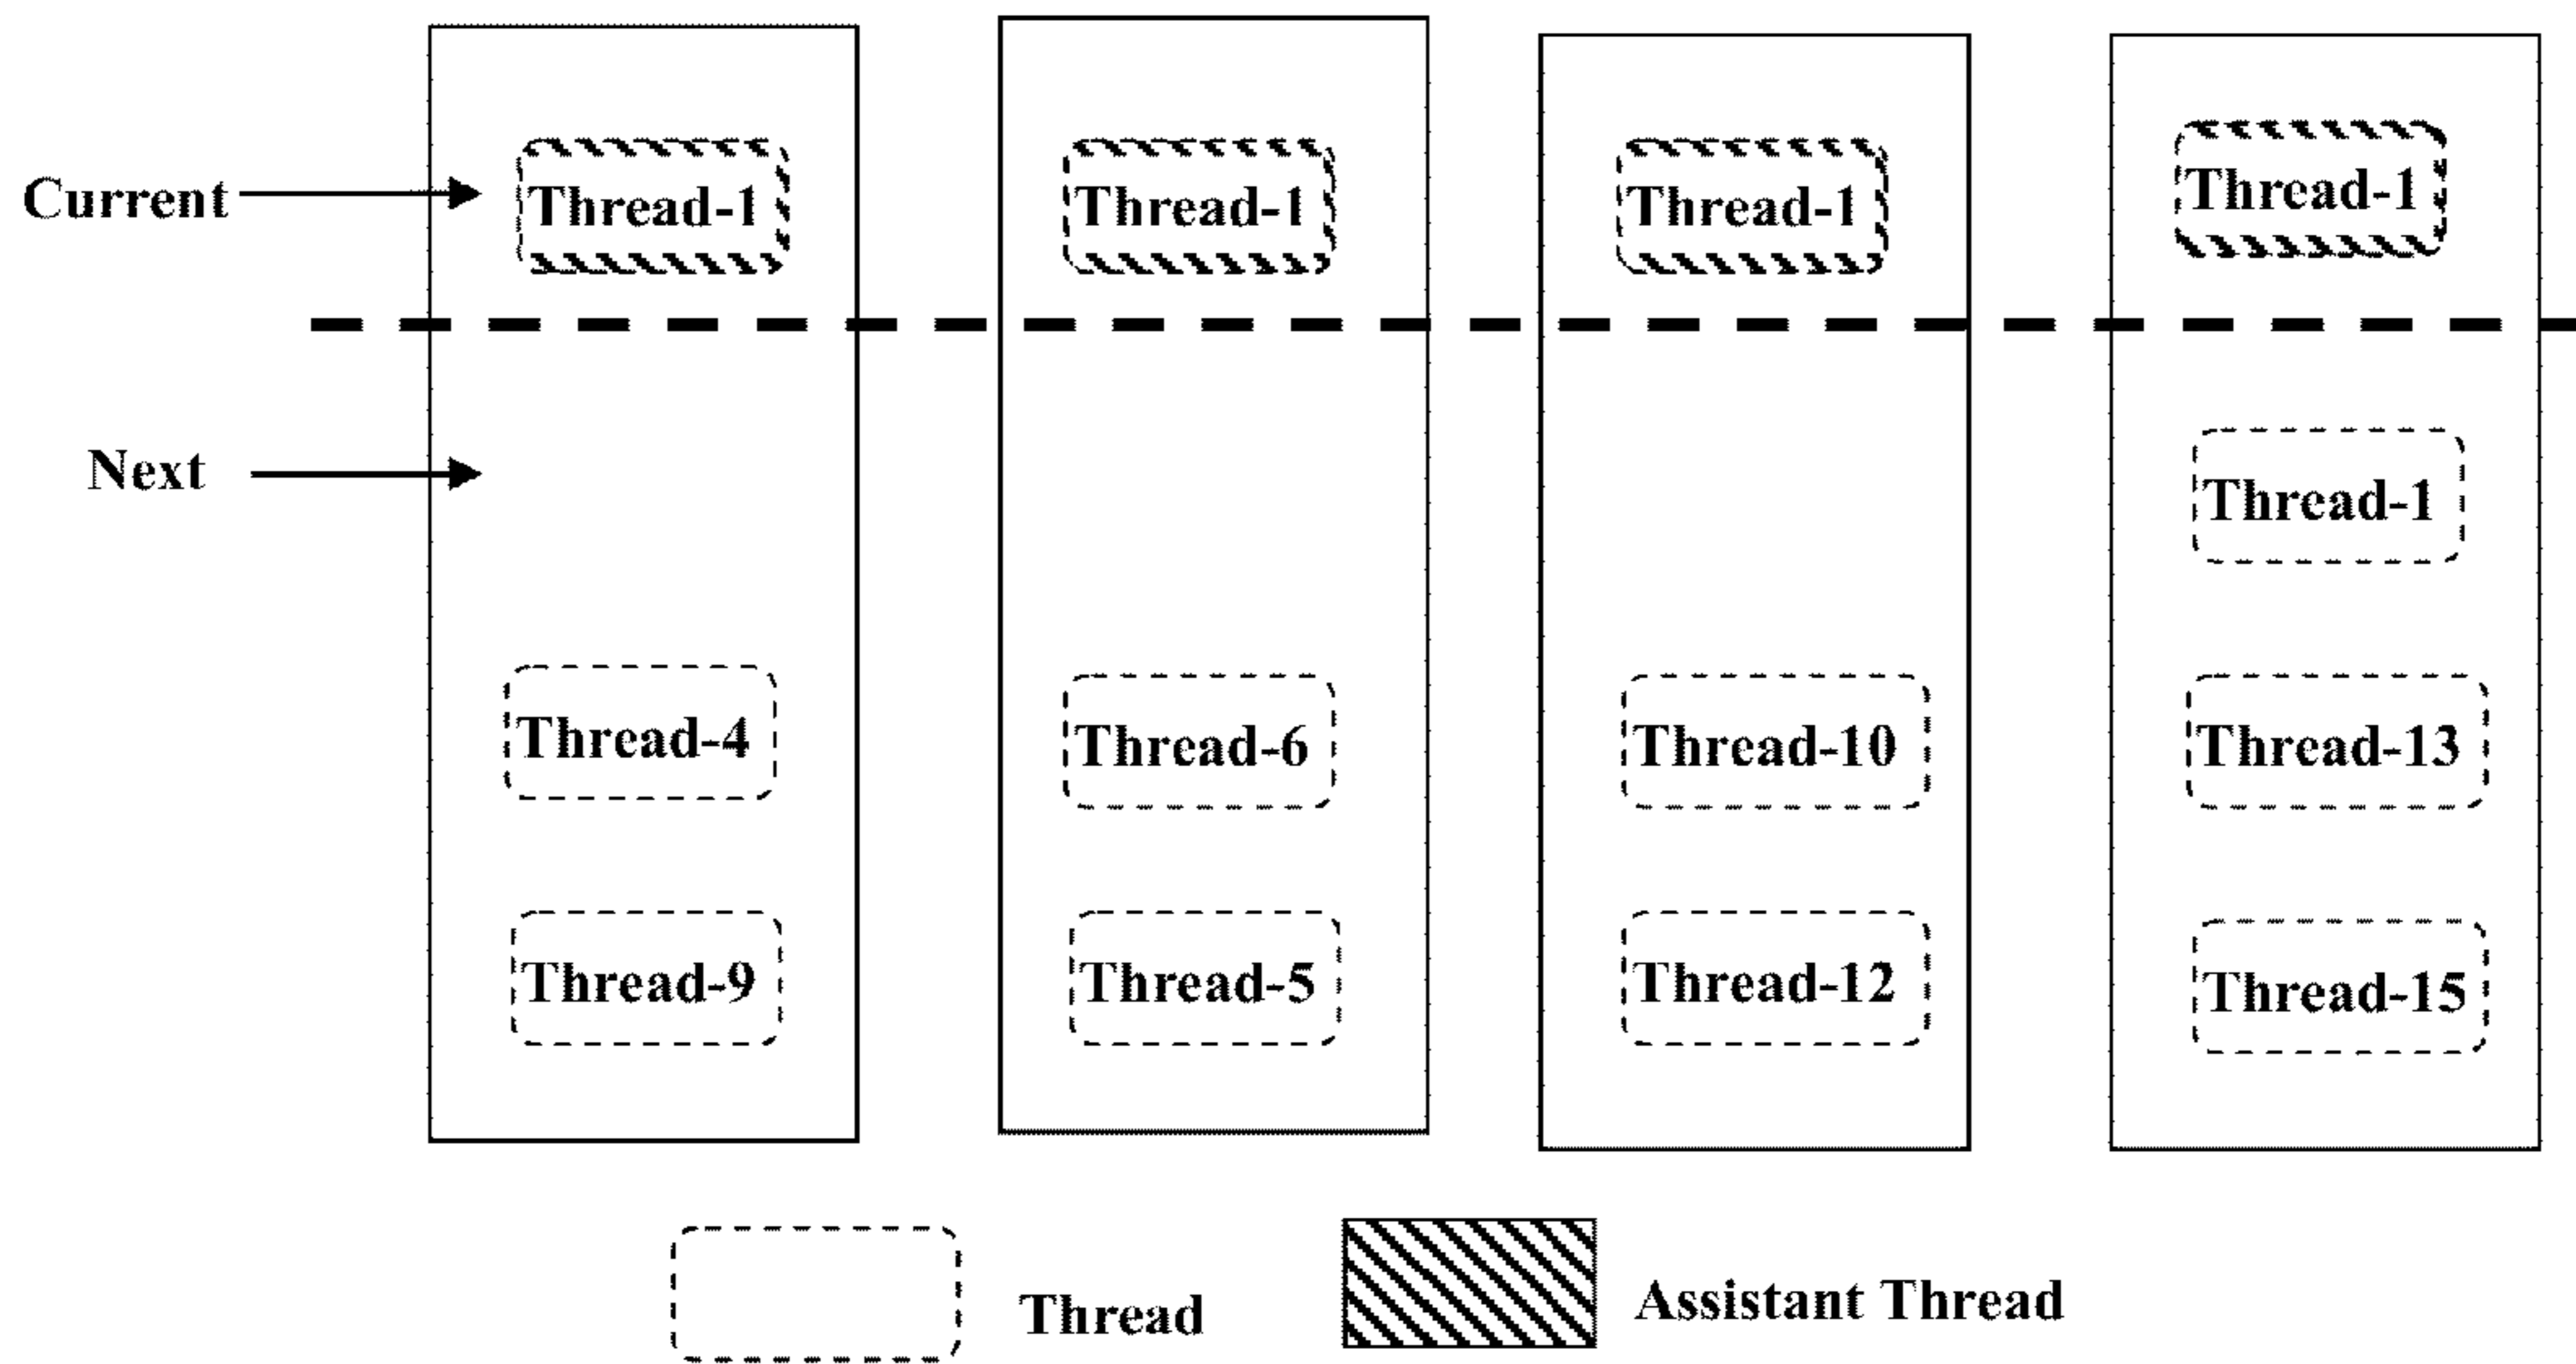 Current
Thread-1
Thread-1
Thread-1
Thread-1
Next
Thread-1
Thread-4
Thread-6
Thread-10
Thread-13
Thread-9
Thread-5
Thread-12
Thread-15
Thread
Assistant Thread